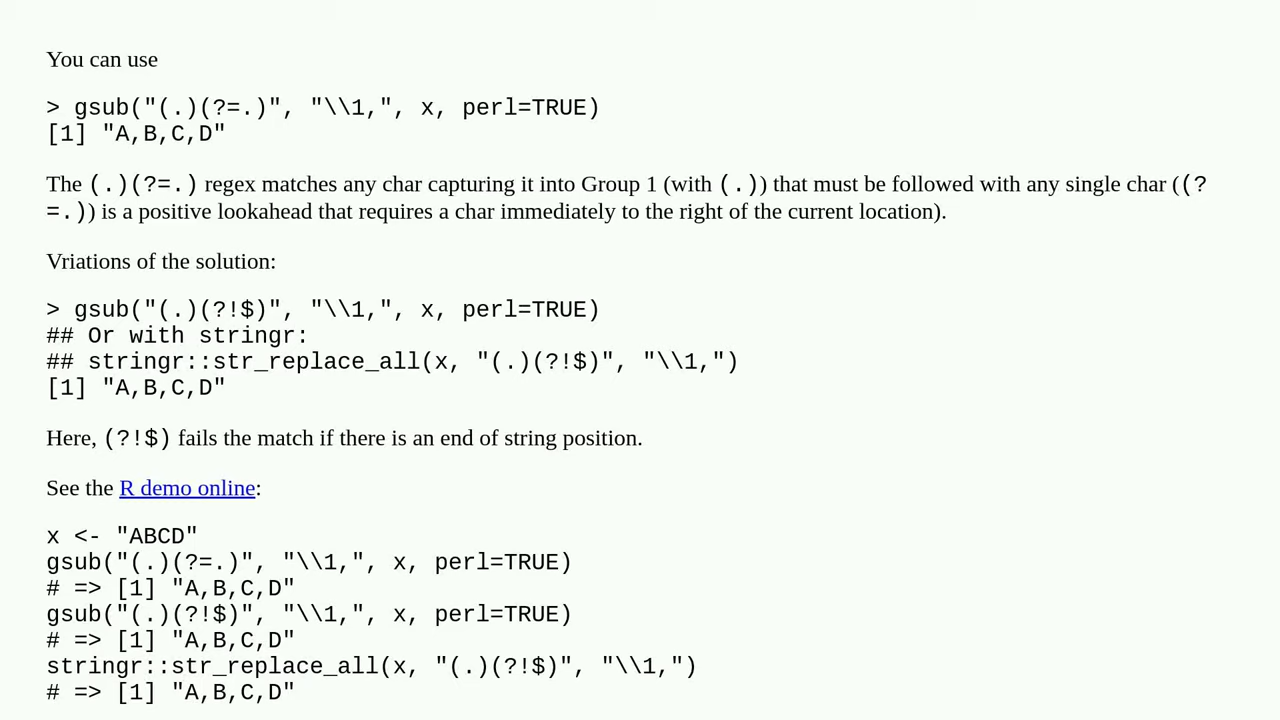 You can use
> gsub("(.)(?=.)", "\\1,", x, perl=TRUE)
[1] "A,B,C,D"
The (.)(?=.) regex matches any char capturing it into Group 1 (with (.)) that must be followed with any single char ((?
=.)) is a positive lookahead that requires a char immediately to the right of the current location).
Vriations of the solution:
> gsub("(.)(?!$)", "\\1,", x, perl=TRUE)
## Or with stringr:
## stringr::str_replace_all(x, "(.)(?!$)", "\\1,")
[1] "A,B,C,D"
Here, (?!$) fails the match if there is an end of string position.
See the R demo online:
x <- "ABCD"
gsub("(.)(?=.)", "\\1,", x, perl=TRUE)
# => [1] "A,B,C,D"
gsub("(.)(?!$)", "\\1,", x, perl=TRUE)
# => [1] "A,B,C,D"
stringr::str_replace_all(x, "(.)(?!$)", "\\1,")
# => [1] "A,B,C,D"